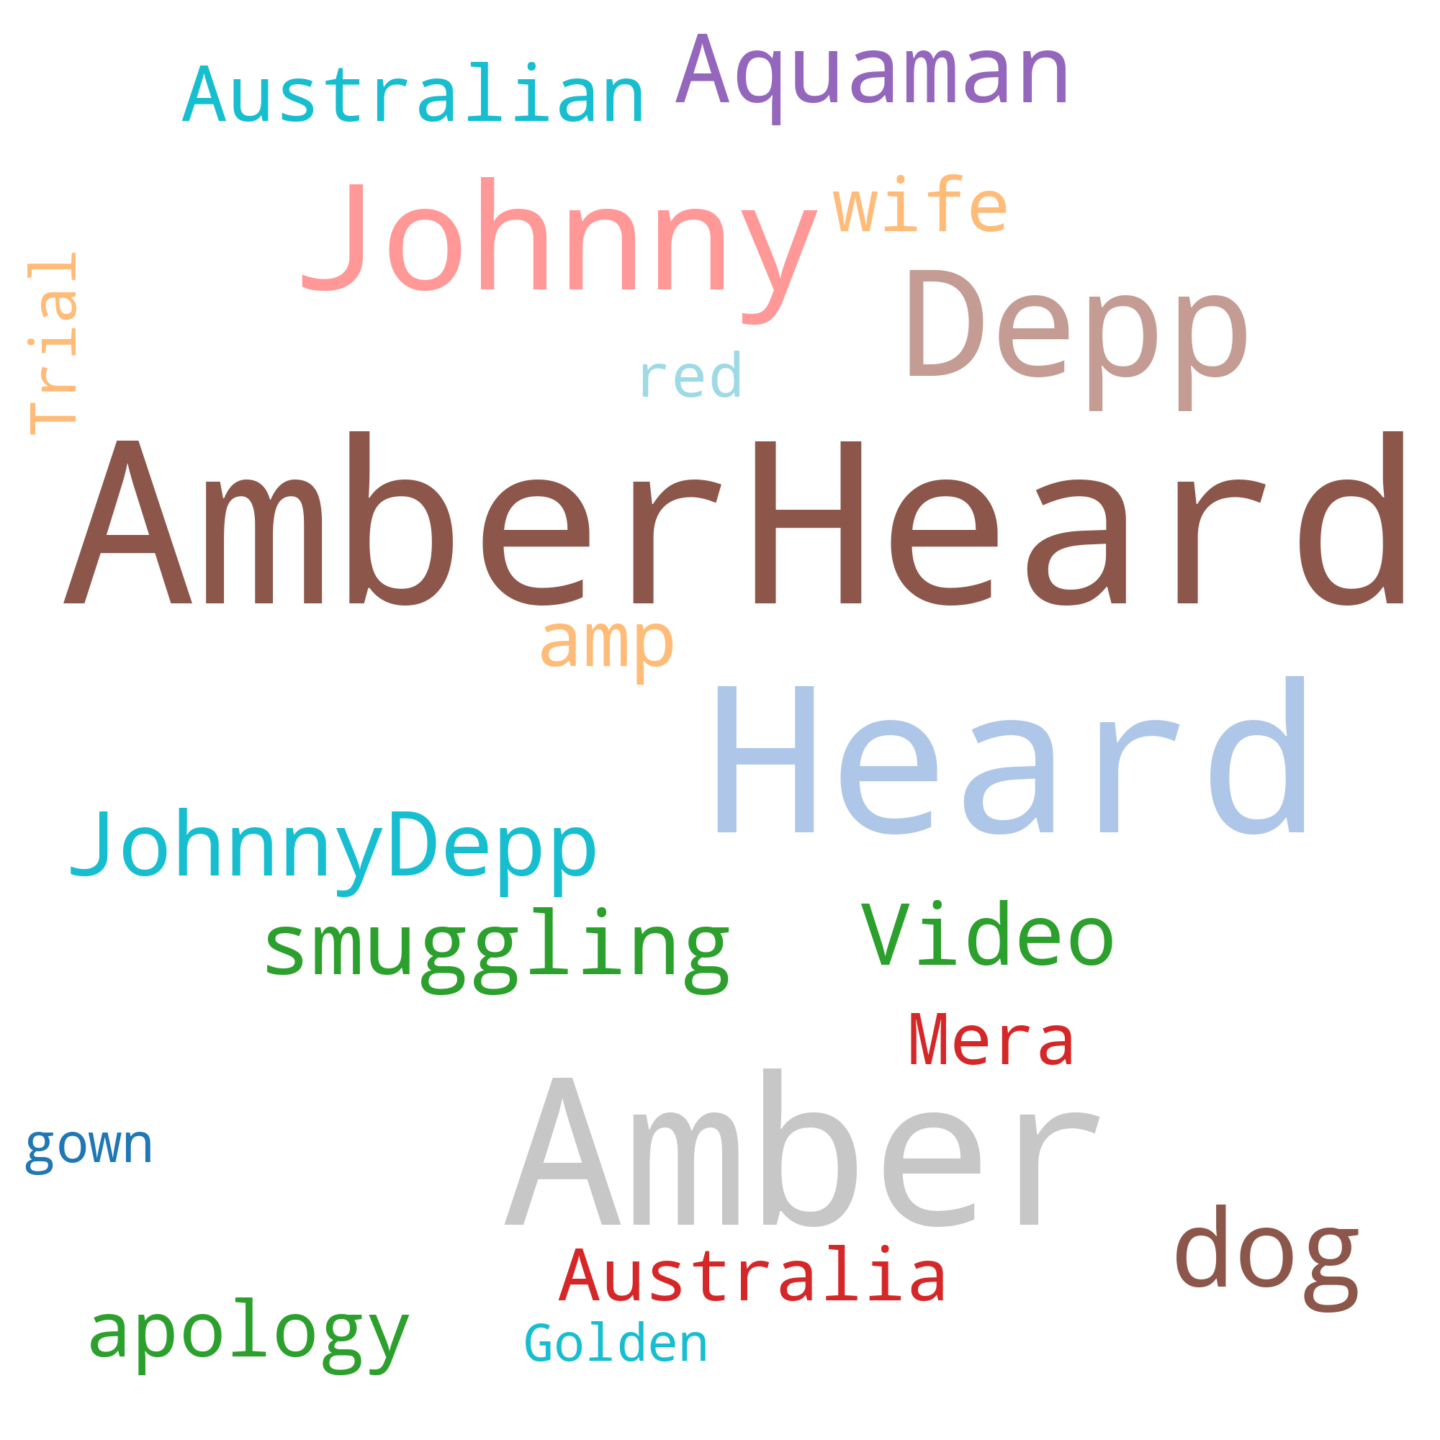 Australian Aquaman
Johnny wife
Trial
Depp
red
AmberHeard
amp
Heard
JohnnyDepp
smuggling Video
Mera
gown
Amber
dog
Australia
apology
Golden